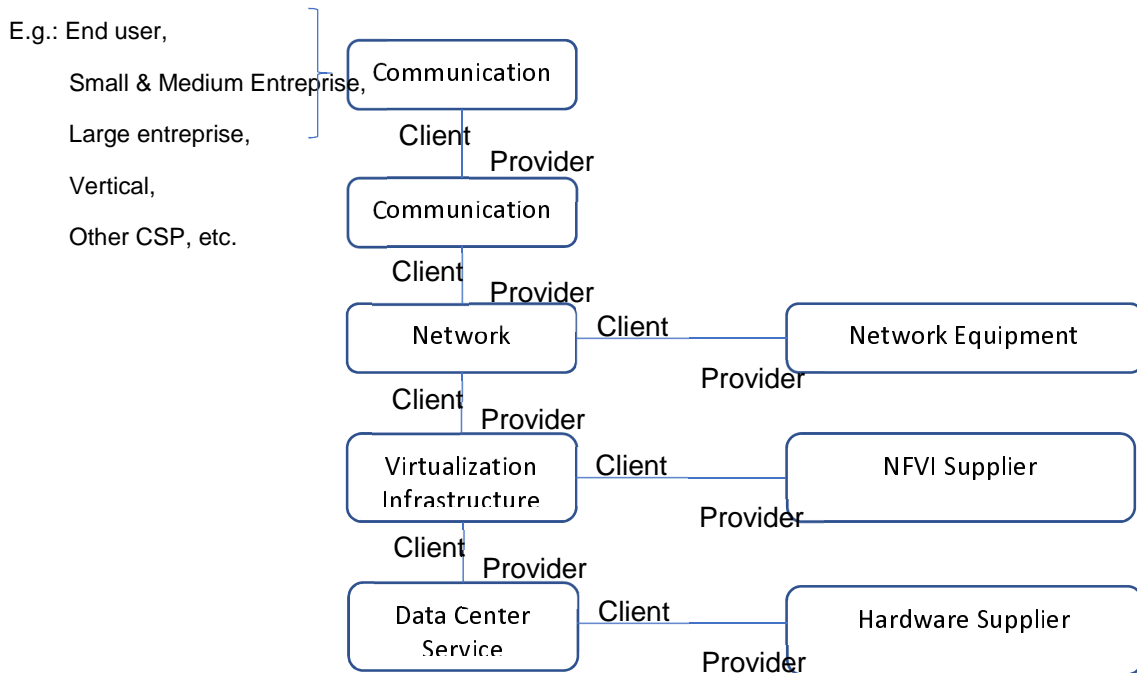 E.g.: End user,
Small & Medium Entreprise,
Large entreprise,
Vertical,
Other CSP, etc.
Communication
Client
Provider
Communication
Client
Provider
Network
Client
Network Equipment
Provider
Client
Provider
Virtualization
Infrastructure
Client
NFVI Supplier
Provider
Client
Provider
Data Center
Service
Client
Hardware Supplier
Provider